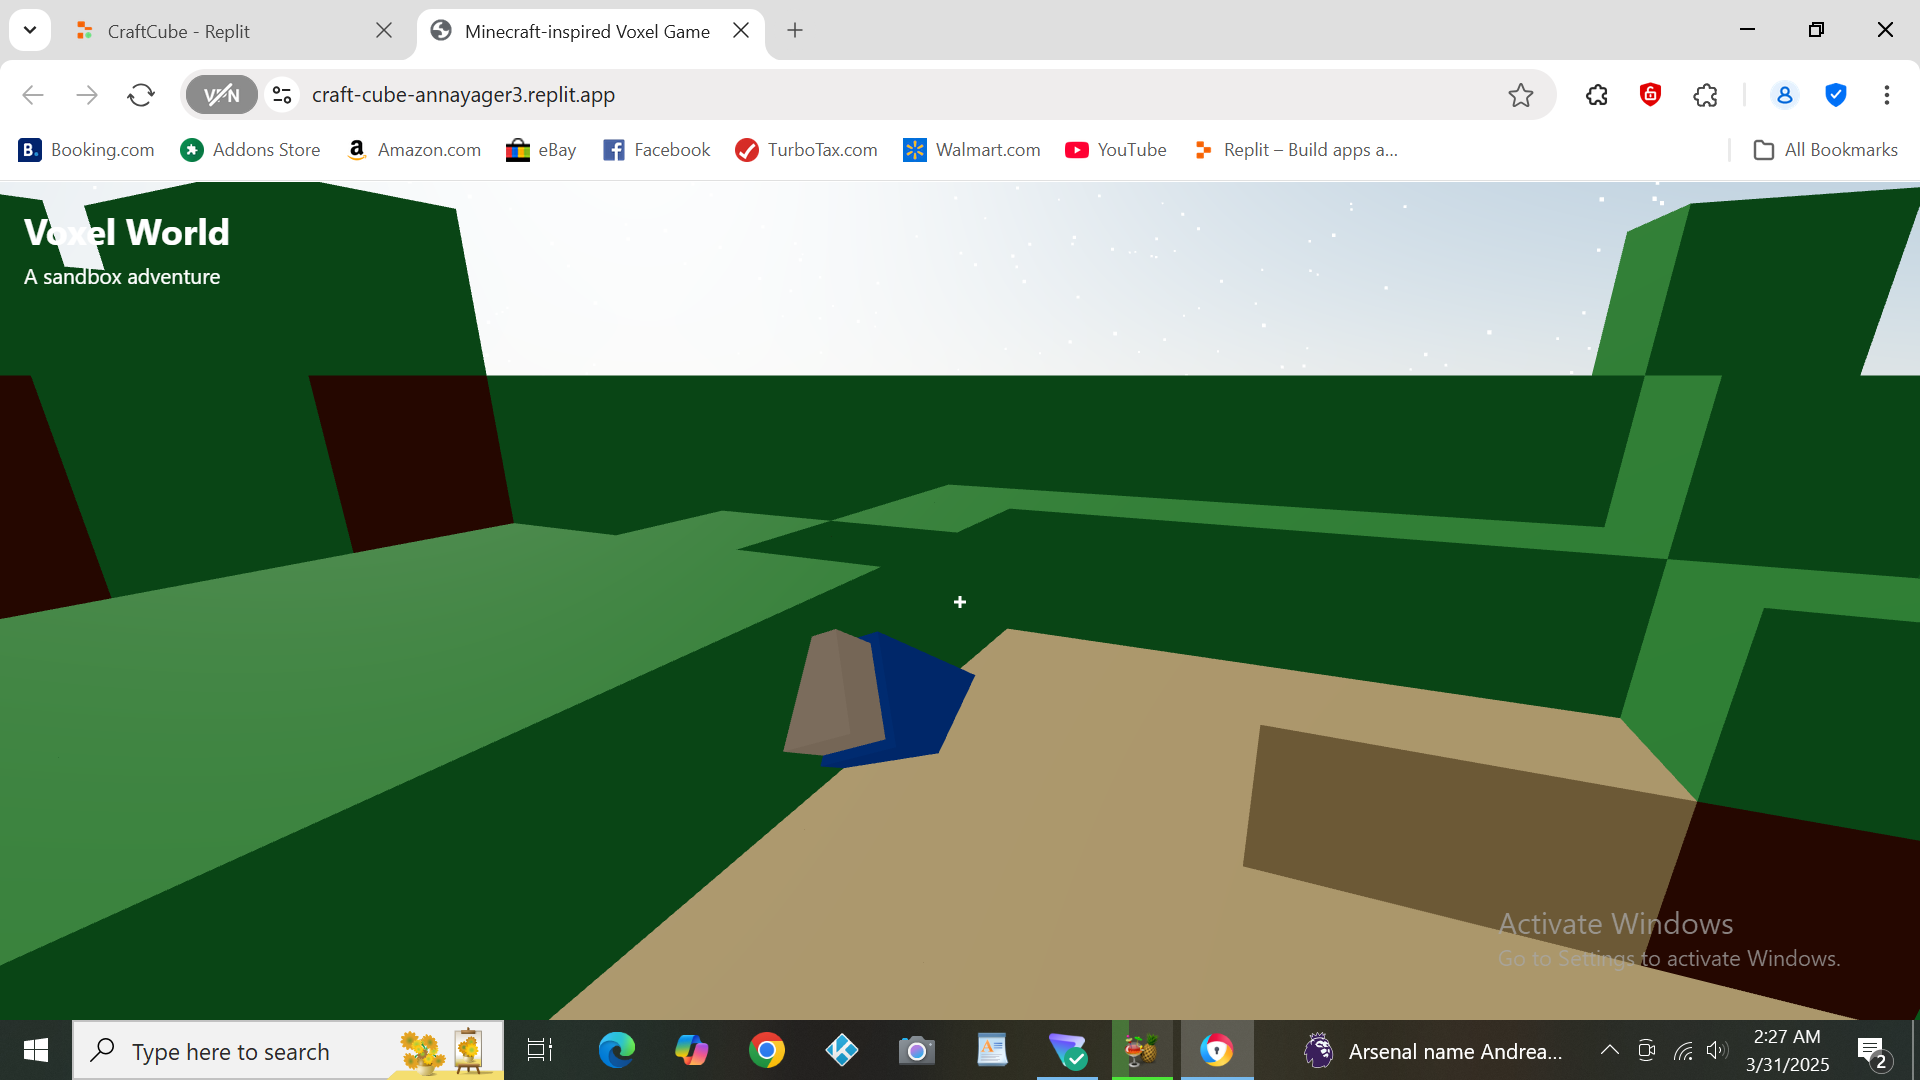 CraftCube - Replit
Minecraft-inspired Voxel Game
VPN
craft-cube-annayager3.replit.app
B. Booking.com
Addons Store
a Amazon.com
eBay
Facebook
TurboTax.com
Walmart.com
YouTube
Replit – Build apps a...
All Bookmarks
Voxel World
A sandbox adventure
Activate Windows
Go to Settings to activate Windows.
Type here to search
Arsenal name Andrea...
2:27 AM
3/31/2025
2